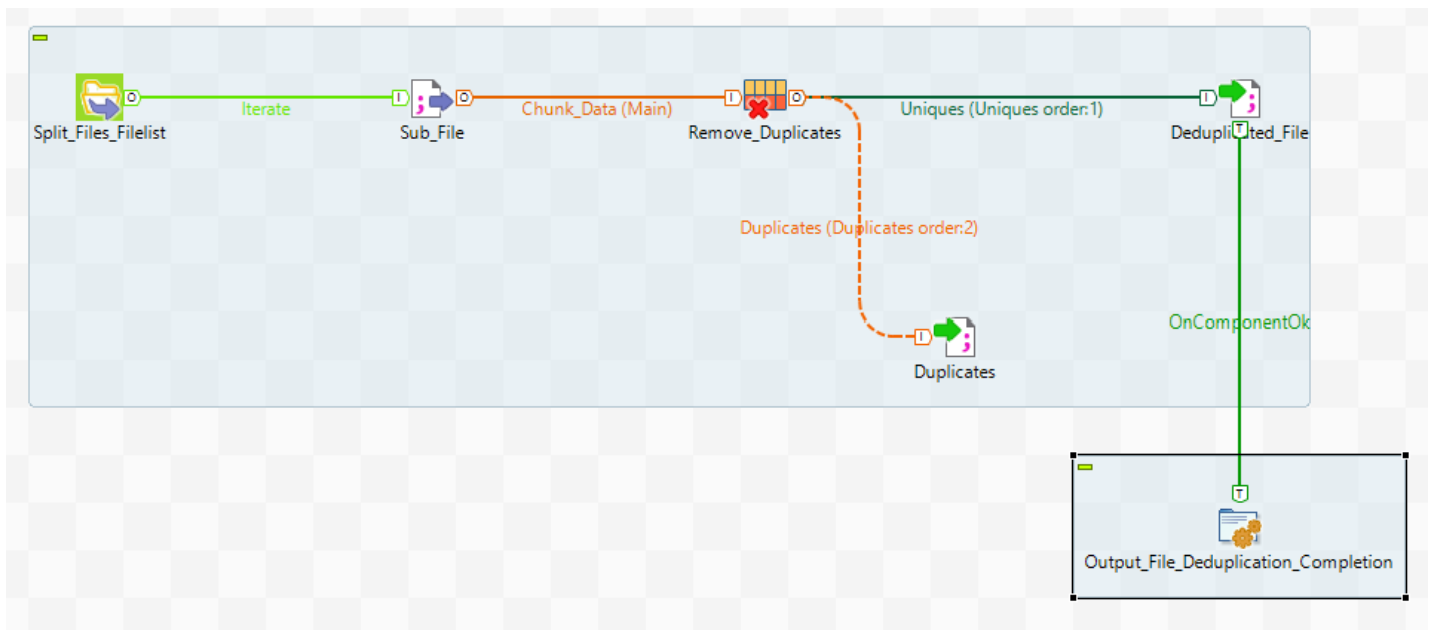 O
Iterate
I
O
Chunk_Data (Main)
I
O
Uniques (Uniques order:1)
I
Split_Files_Filelist
Sub_File
Remove_Duplicates
Deduplicated_File
T
Duplicates (Duplicates order:2)
I
Duplicates
OnComponentOk
T
Output_File_Deduplication_Completion